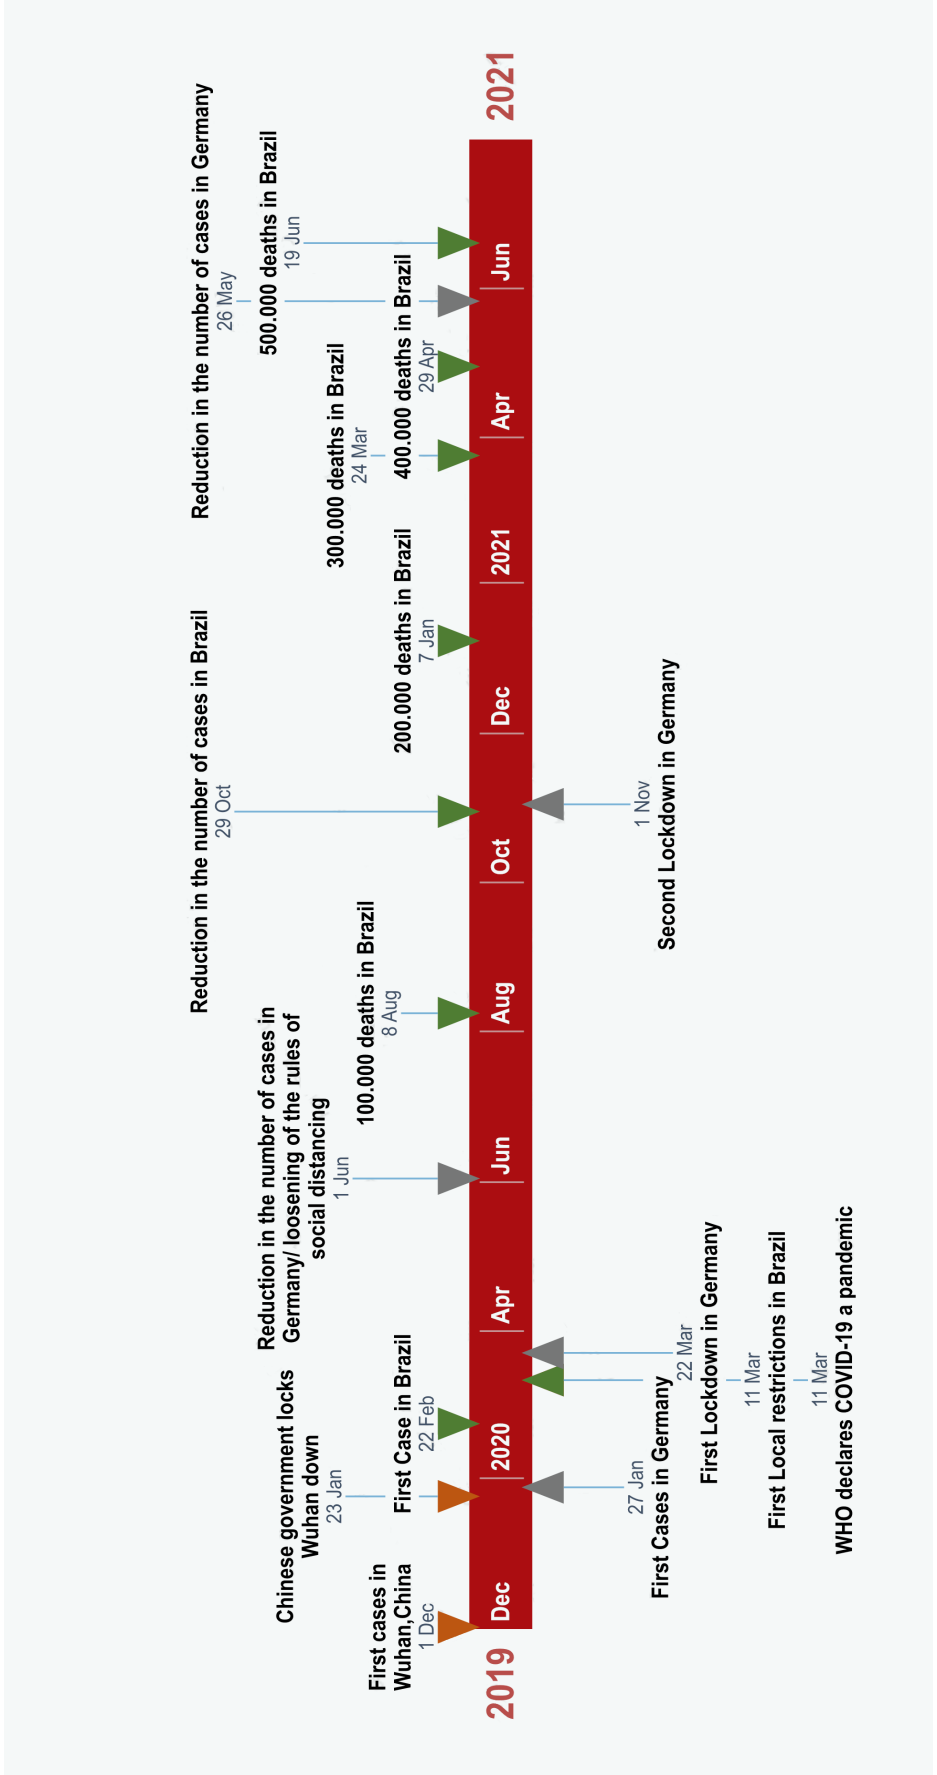 Reduction in the number of cases in Germany
26 May
Reduction in the number of cases in Brazil
29 Oct
500.000 deaths in Brazil
19 Jun
Reduction in the number of cases in
Germany/ loosening of the rules of
social distancing
1 Jun
Chinese government locks
Wuhan down
23 Jan
300.000 deaths in Brazil
24 Mar
100.000 deaths in Brazil
8 Aug
First cases in
Wuhan,China
1 Dec
First Case in Brazil
22 Feb
200.000 deaths in Brazil
7 Jan
400.000 deaths in Brazil
29 Apr
2019
Dec
2020
Apr
Jun
Aug
Oct
Dec
2021
Apr
Jun
2021
27 Jan
First Cases in Germany
1 Nov
Second Lockdown in Germany
22 Mar
First Lockdown in Germany
11 Mar
First Local restrictions in Brazil
11 Mar
WHO declares COVID-19 a pandemic